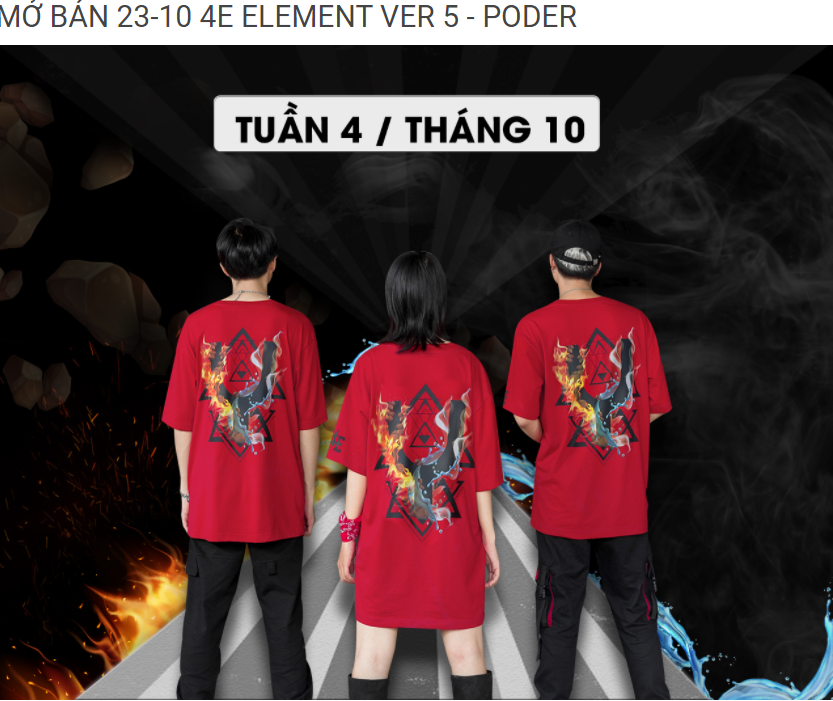 MỞ BÁN 23-10 4E ELEMENT VER 5 - PODER
TUẦN 4 / THÁNG 10